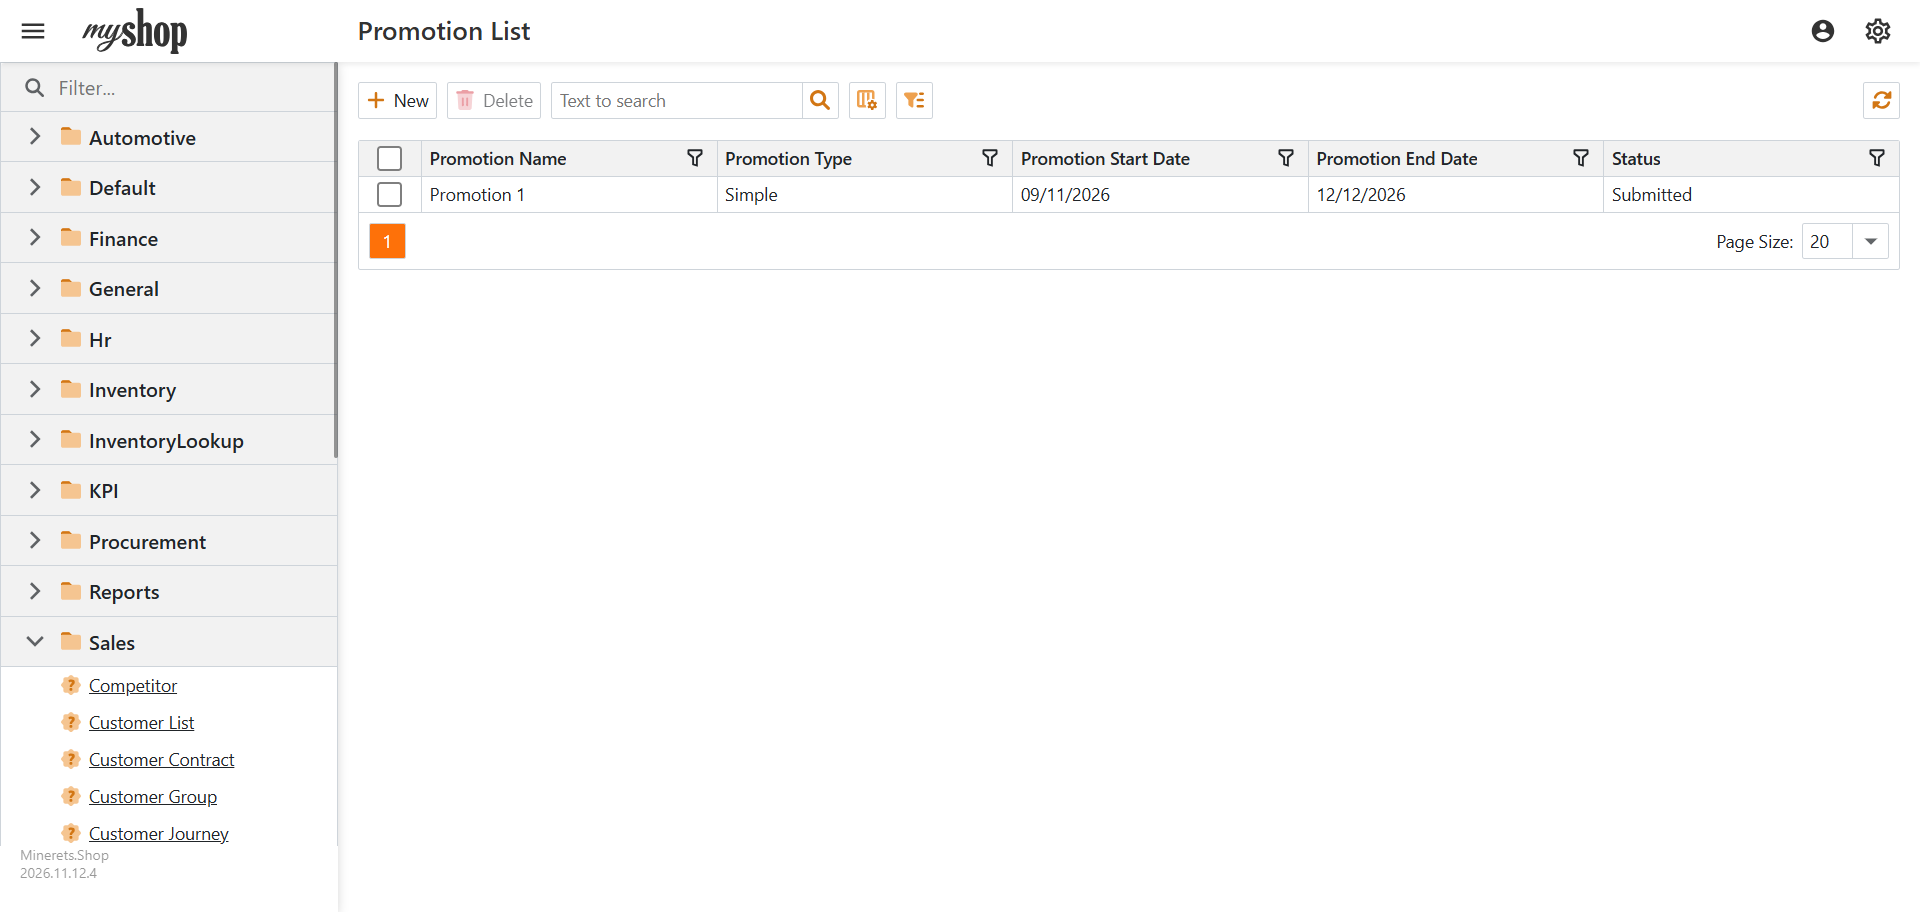 myshop
Promotion List
Filter...
Automotive
Default
Finance
General
Hr
Inventory
InventoryLookup
KPI
Procurement
Reports
Sales
Competitor
Customer List
Customer Contract
Customer Group
Customer Journey
Minerets.Shop
2026.11.12.4
New Delete Text to search
Promotion Name Promotion Type Promotion Start Date Promotion End Date Status
Promotion 1 Simple 09/11/2026 12/12/2026 Submitted
1 Page Size: 20